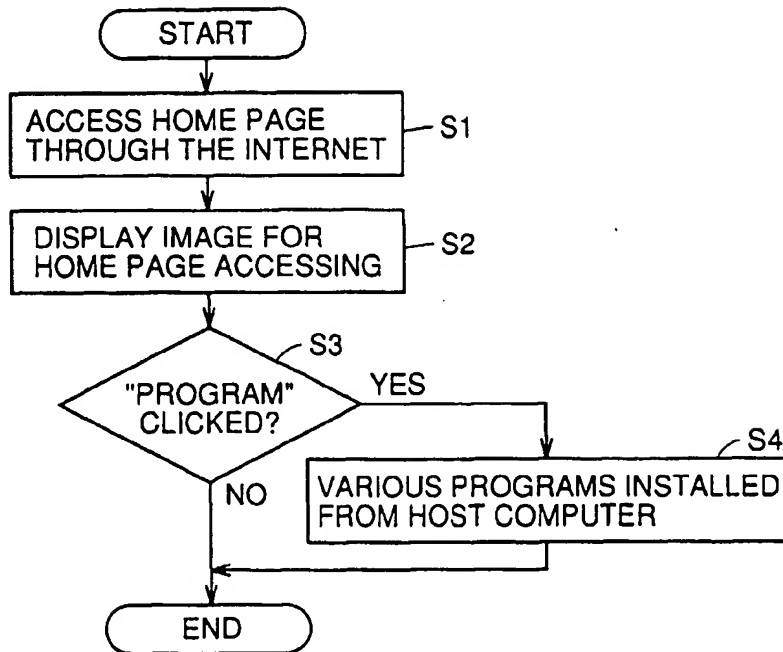 START
ACCESS HOME PAGE
THROUGH THE INTERNET
S1
DISPLAY IMAGE FOR
HOME PAGE ACCESSING
S2
S3
"PROGRAM"
CLICKED?
YES
NO
S4
VARIOUS PROGRAMS INSTALLED
FROM HOST COMPUTER
END